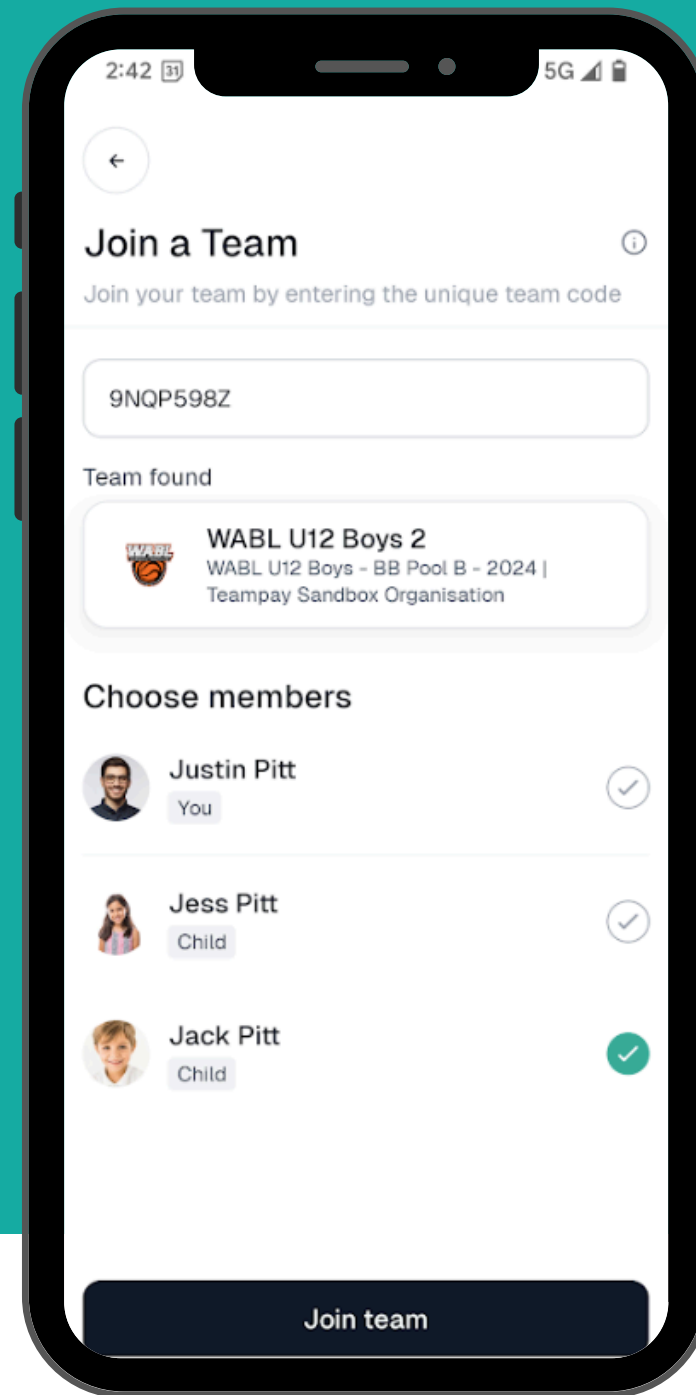 2:42 31 5G
Join a Team
Join your team by entering the unique team code
9NQP598Z
Team found
WABL
WABL U12 Boys 2
WABL U12 Boys - BB Pool B - 2024 |
Teampay Sandbox Organisation
Choose members
Justin Pitt
You
Jess Pitt
Child
Jack Pitt
Child
Join team